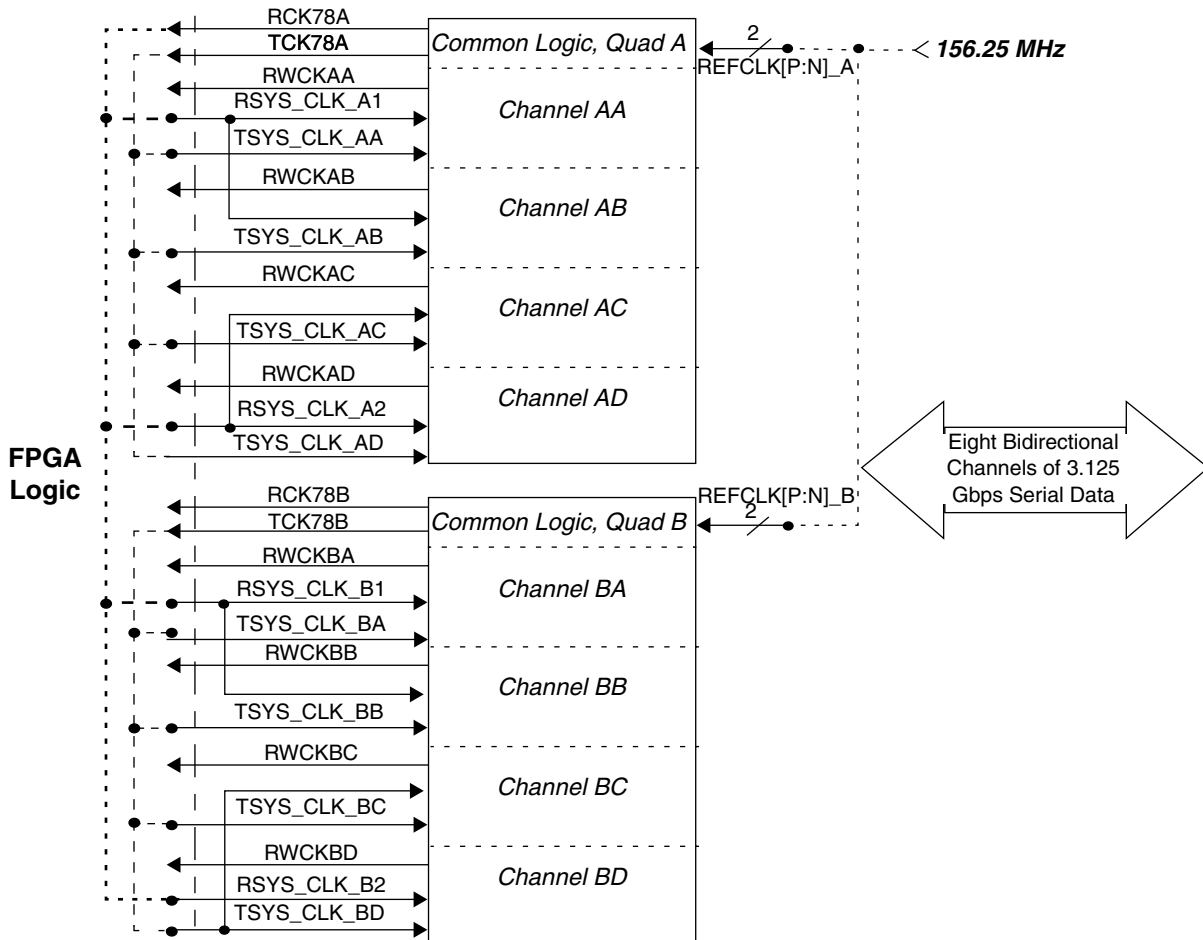 RCK78A
TCK78A
Common Logic, Quad A
2
REFCLK[P:N]_A
156.25 MHz
RWCKAA
RSYS_CLK_A1
Channel AA
TSYS_CLK_AA
RWCKAB
Channel AB
TSYS_CLK_AB
RWCKAC
Channel AC
TSYS_CLK_AC
RWCKAD
Channel AD
RSYS_CLK_A2
TSYS_CLK_AD
FPGA
Logic
Eight Bidirectional
Channels of 3.125
Gbps Serial Data
RCK78B
TCK78B
Common Logic, Quad B
REFCLK[P:N]_B
2
RWCKBA
RSYS_CLK_B1
Channel BA
TSYS_CLK_BA
RWCKBB
Channel BB
TSYS_CLK_BB
RWCKBC
Channel BC
TSYS_CLK_BC
RWCKBD
Channel BD
RSYS_CLK_B2
TSYS_CLK_BD